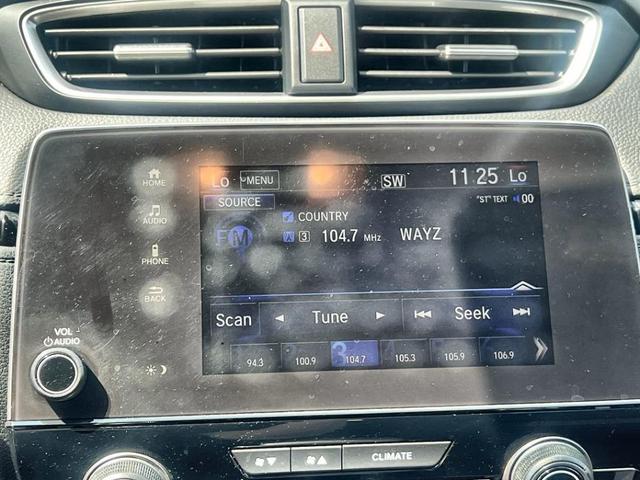 HOME
AUDIO
PHONE
BACK
VOL
AUDIO
Lo MENU SW 11 25 Lo
SOURCE "ST" TEXT 00
COUNTRY
FM 3 104.7 MHz WAYZ
Scan Tune Seek
94.3 100.9 104.7 105.3 105.9 106.9
CLIMATE